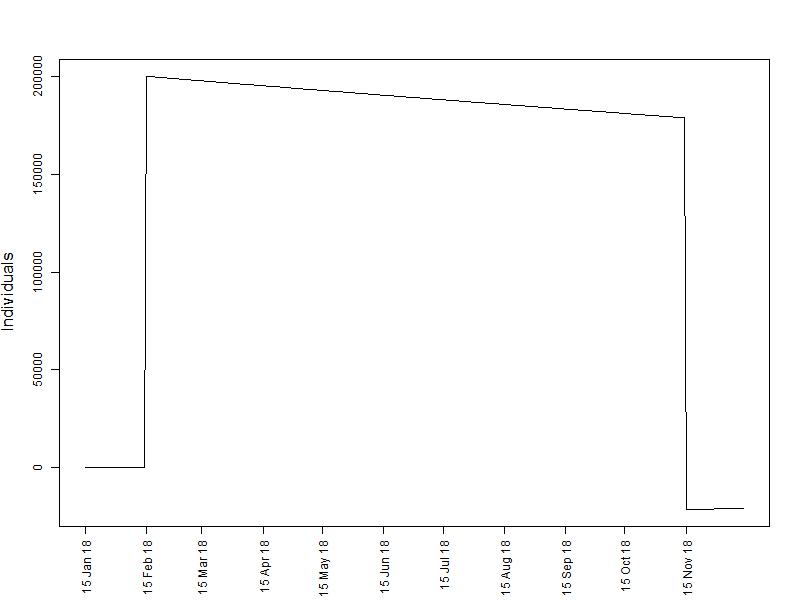 Individuals
200000
150000
100000
50000
0
15 Jan 18
15 Feb 18
15 Mar 18
15 Apr 18
15 May 18
15 Jun 18
15 Jul 18
15 Aug 18
15 Sep 18
15 Oct 18
15 Nov 18